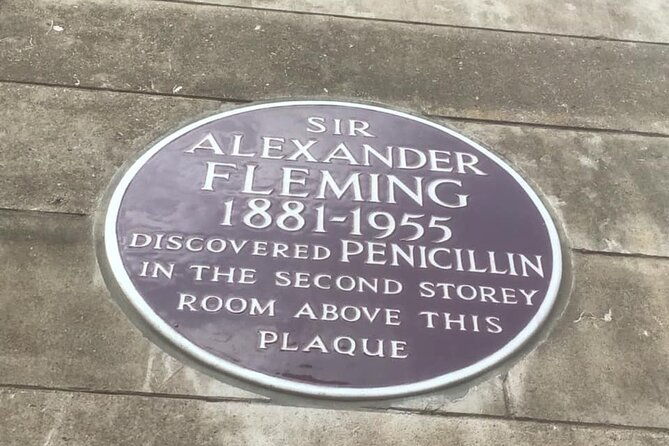 SIR
ALEXANDER
FLEMING
1881-1955
DISCOVERED PENICILLIN
IN THE SECOND STOREY
ROOM ABOVE THIS
PLAQUE